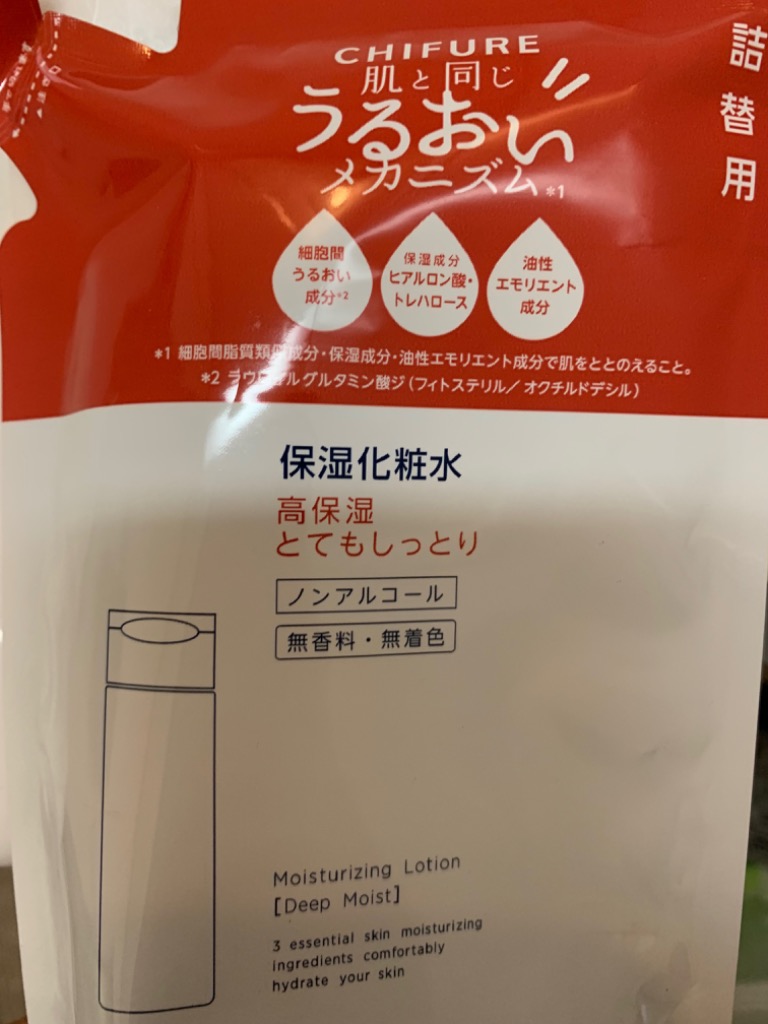 詰替用
CHIFURE
肌と同じ
うるおい
メカニズム*1
細胞間
うるおい
成分*2
保湿成分
ヒアルロン酸・
トレハロース
油性
エモリエント
成分
*1 細胞間脂質類似成分・保湿成分・油性エモリエント成分で肌をととのえること。
*2 ラウロイルグルタミン酸ジ(フィトステリル/オクチルドデシル)
保湿化粧水
高保湿
とてもしっとり
ノンアルコール
無香料・無着色
Moisturizing Lotion
[Deep Moist]
3 essential skin moisturizing
ingredients comfortably
hydrate your skin